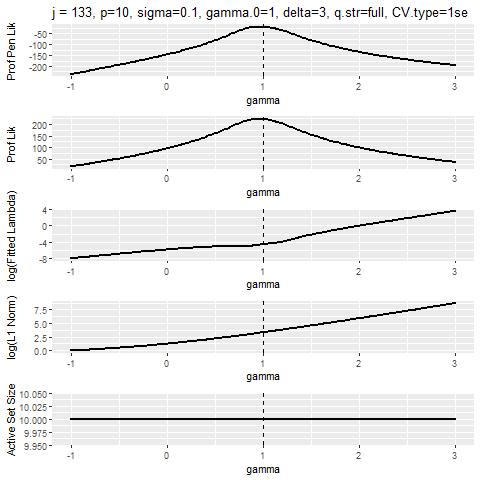 j = 133, p=10, sigma=0.1, gamma.0=1, delta=3, q.str=full, CV.type=1se
Prof Pen Lik
-50
-100
-150
-200
-1 0 1 2 3
gamma
Prof Lik
200
150
100
50
-1 0 1 2 3
gamma
log(Fitted Lambda)
4
0
-4
-8
-1 0 1 2 3
gamma
log(L1 Norm)
7.5
5.0
2.5
0.0
-1 0 1 2 3
gamma
Active Set Size
10.050
10.025
10.000
9.975
9.950
-1 0 1 2 3
gamma